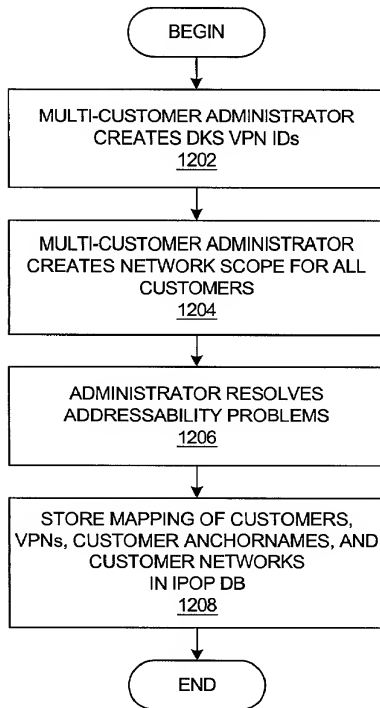 BEGIN
MULTI-CUSTOMER ADMINISTRATOR
CREATES DKS VPN IDs
1202
MULTI-CUSTOMER ADMINISTRATOR
CREATES NETWORK SCOPE FOR ALL
CUSTOMERS
1204
ADMINISTRATOR RESOLVES
ADDRESSABILITY PROBLEMS
1206
STORE MAPPING OF CUSTOMERS,
VPNs, CUSTOMER ANCHORNAMES, AND
CUSTOMER NETWORKS
IN IPOP DB
1208
END